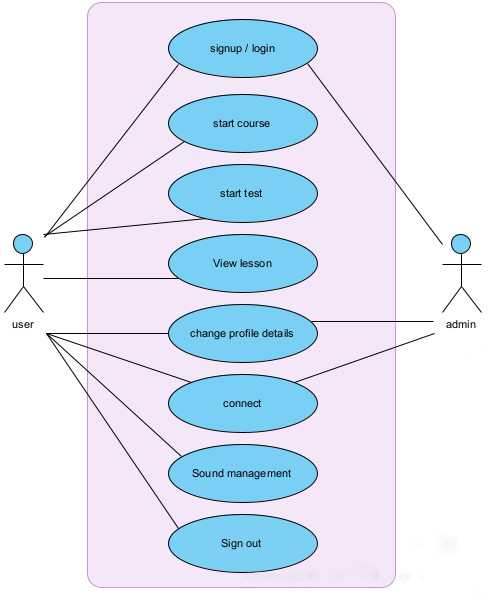 signup / login
start course
start test
View lesson
user
admin
change profile details
connect
Sound management
Sign out